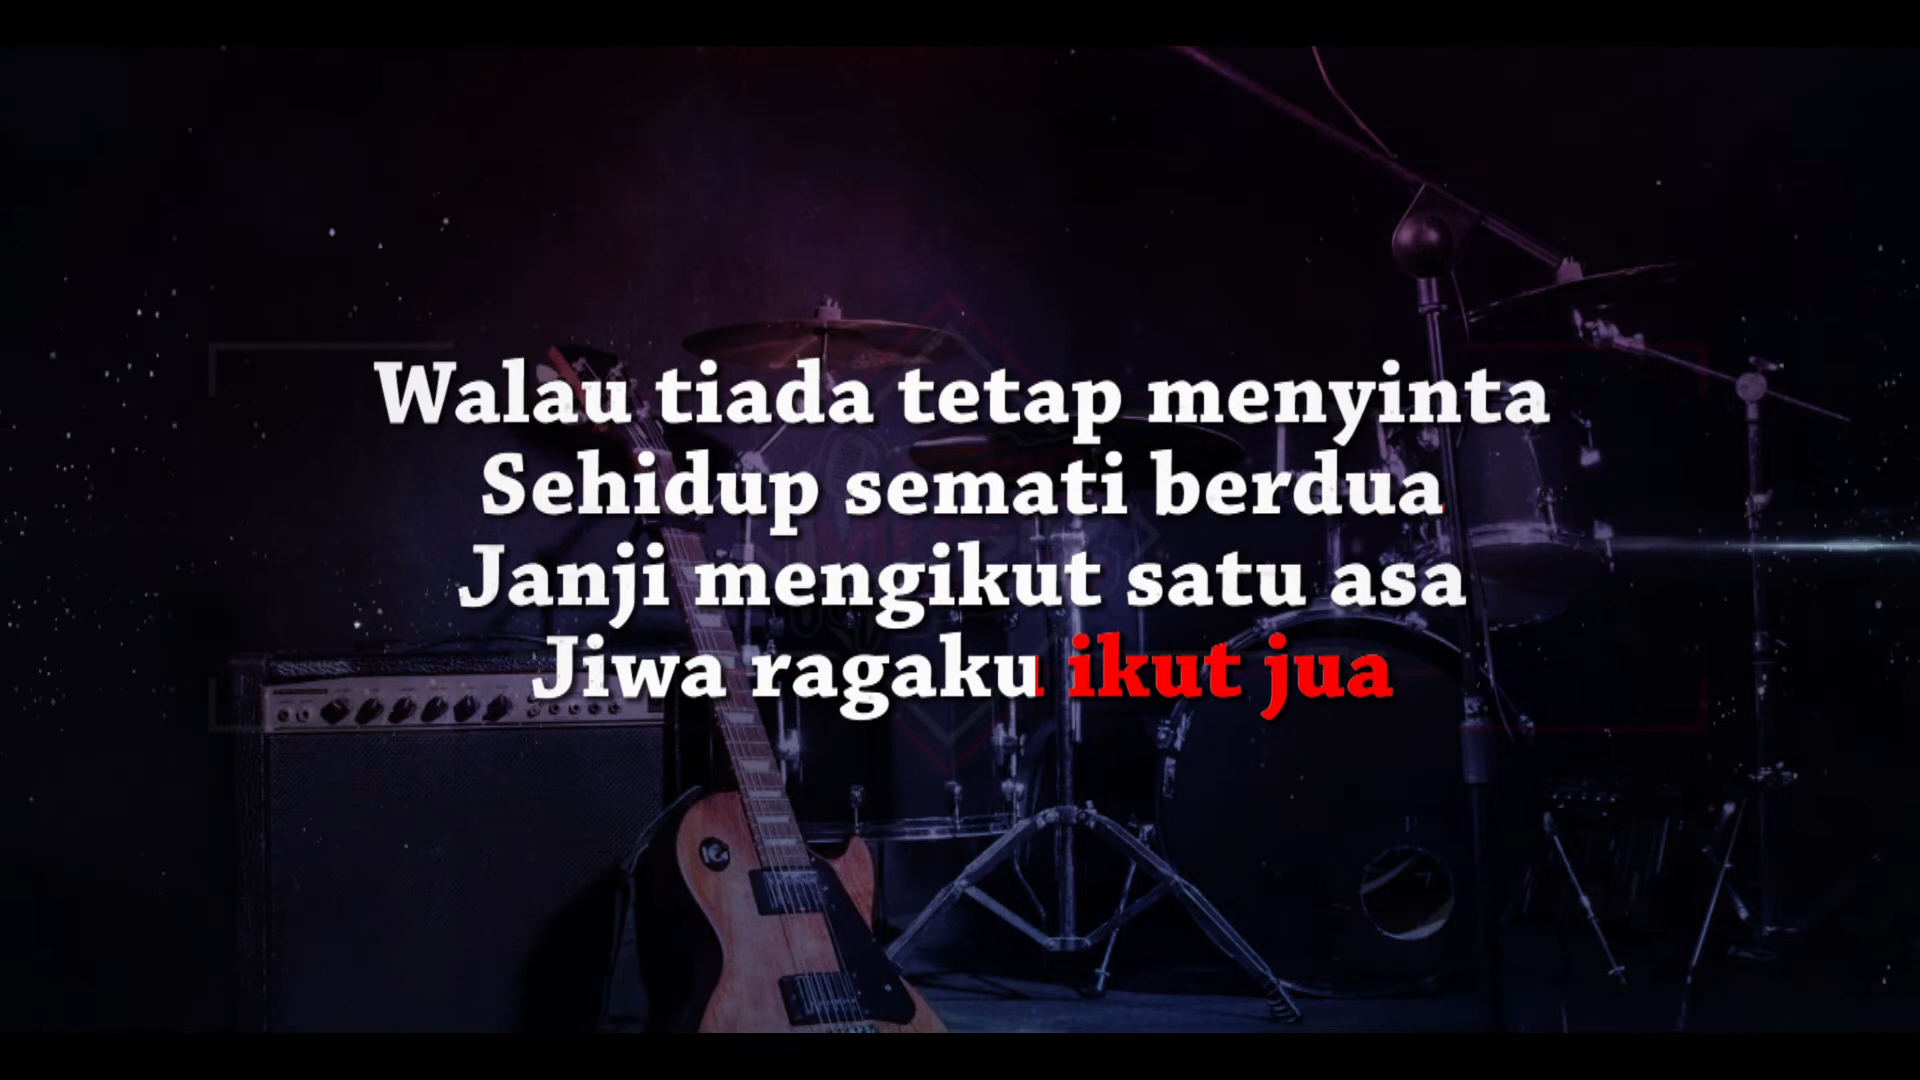 Walau tiada tetap menyinta
Sehidup semati berdua
Janji mengikut satu asa
Jiwa ragaku ikut jua